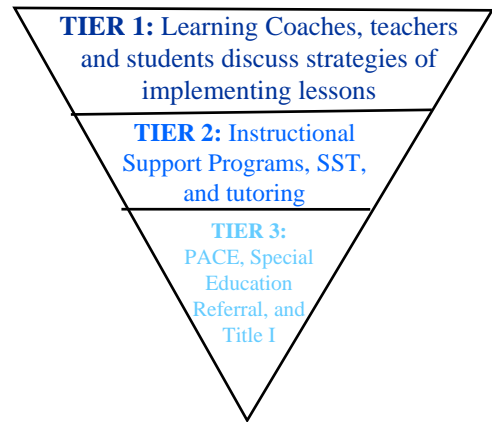 TIER 1: Learning Coaches, teachers
and students discuss strategies of
implementing lessons
TIER 2: Instructional
Support Programs, SST,
and tutoring
TIER 3:
PACE, Special
Education
Referral, and
Title I